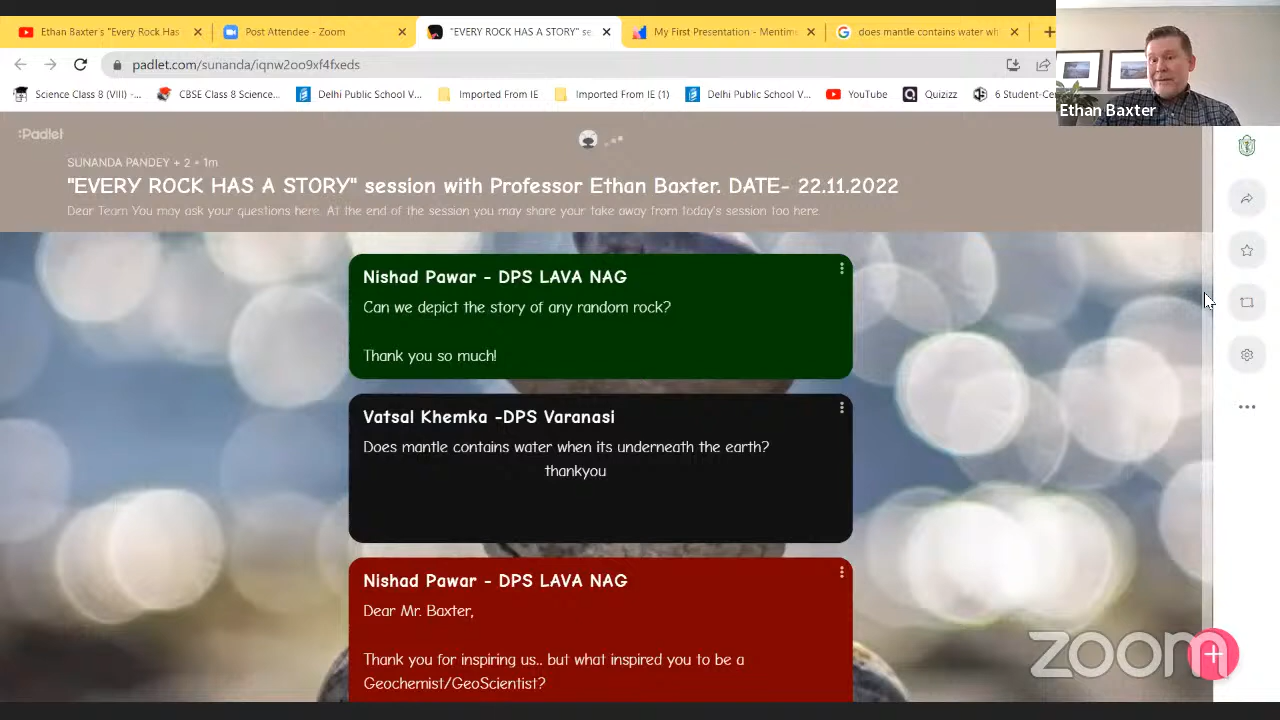 Ethan Baxter's "Every Rock Has
Post Attendee - Zoom
"EVERY ROCK HAS A STORY" se
My First Presentation - Mentime
does mantle contains water wh
padlet.com/sunanda/iqnw2oo9xf4fxeds
Science Class 8 (VIII) -...
CBSE Class 8 Science...
Delhi Public School V...
Imported From IE
Imported From IE (1)
Delhi Public School V...
YouTube
Quizizz
6 Student-Ce
Ethan Baxter
:Padlet
SUNANDA PANDEY + 2 • 1m
"EVERY ROCK HAS A STORY" session with Professor Ethan Baxter. DATE- 22.11.2022
Dear Team You may ask your questions here. At the end of the session you may share your take away from today's session too here.
Nishad Pawar - DPS LAVA NAG
Can we depict the story of any random rock?
Thank you so much!
Vatsal Khemka -DPS Varanasi
Does mantle contains water when its underneath the earth?
thankyou
Nishad Pawar - DPS LAVA NAG
Dear Mr. Baxter,
Thank you for inspiring us.. but what inspired you to be a
Geochemist/GeoScientist?
zoom